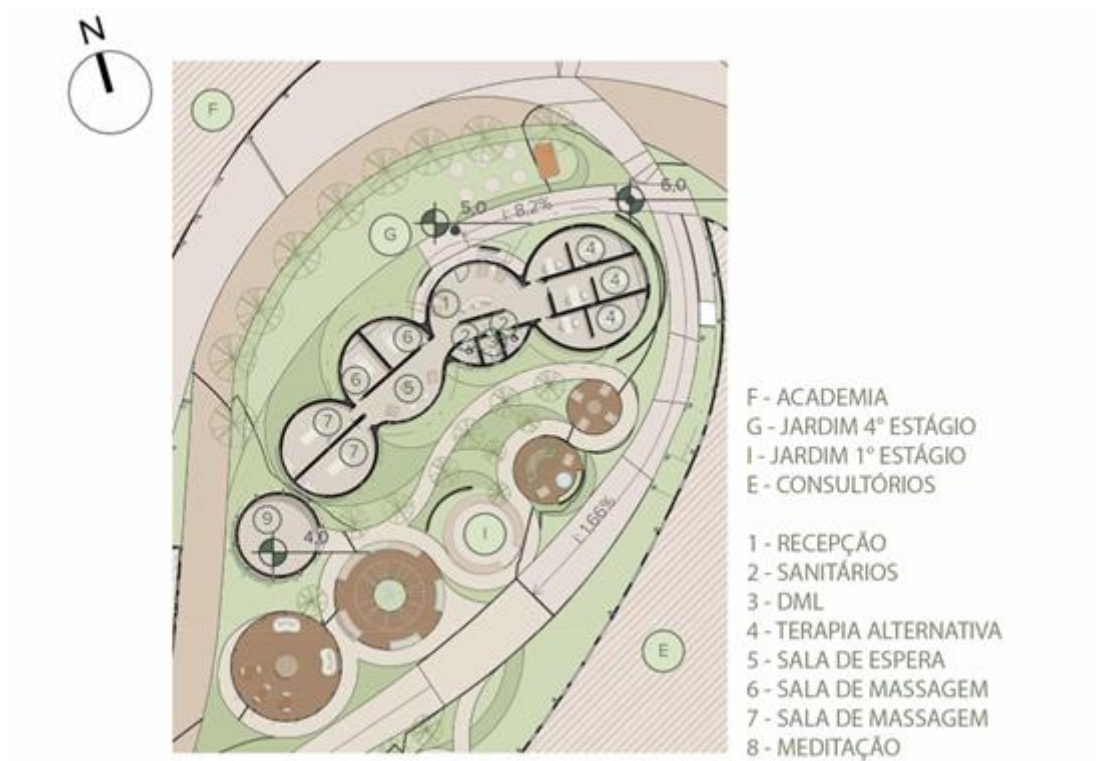 N
F
6,0
5,0
i: 8,2%
G
4
1
4
2
2
4
6
3
6
5
7
7
9
4,0
I
i: 1.66%
E
F - ACADEMIA
G - JARDIM 4° ESTÁGIO
I - JARDIM 1° ESTÁGIO
E - CONSULTÓRIOS
1 - RECEPÇÃO
2 - SANITÁRIOS
3 - DML
4 - TERAPIA ALTERNATIVA
5 - SALA DE ESPERA
6 - SALA DE MASSAGEM
7 - SALA DE MASSAGEM
8 - MEDITAÇÃO